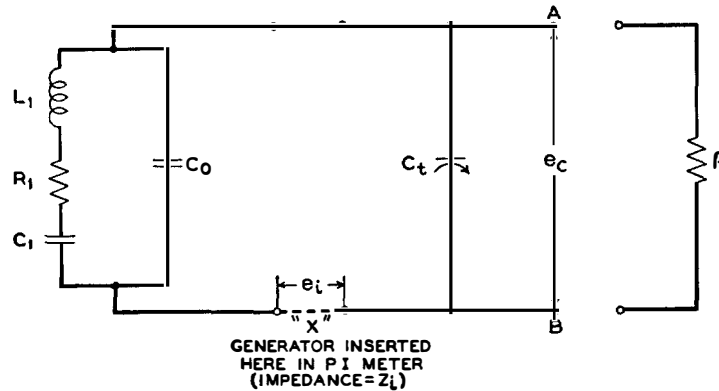 A
L1
R1
C1
C0
Ct
ec
ei
"X"
B
GENERATOR INSERTED
HERE IN PI METER
(IMPEDANCE=Zi)